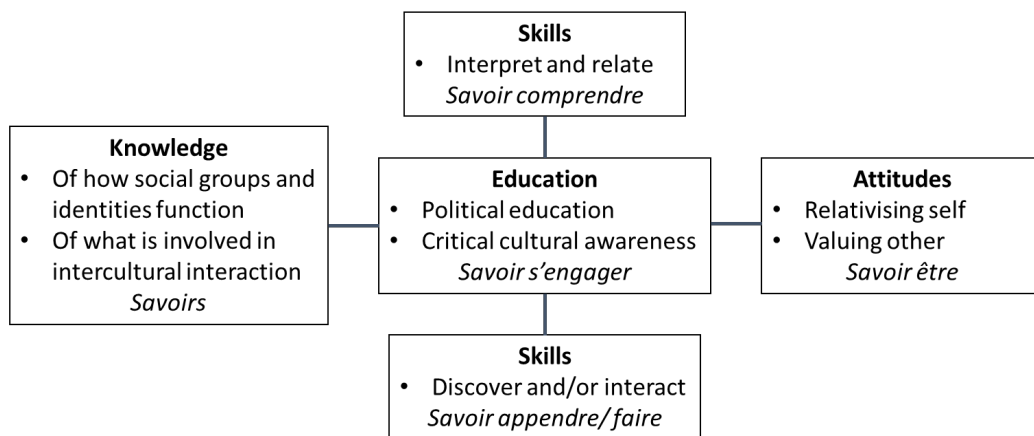 Skills
• Interpret and relate
Savoir comprendre
Knowledge
• Of how social groups and
identities function
• Of what is involved in
intercultural interaction
Savoirs
Education
• Political education
• Critical cultural awareness
Savoir s’engager
Attitudes
• Relativising self
• Valuing other
Savoir être
Skills
• Discover and/or interact
Savoir appendre/ faire